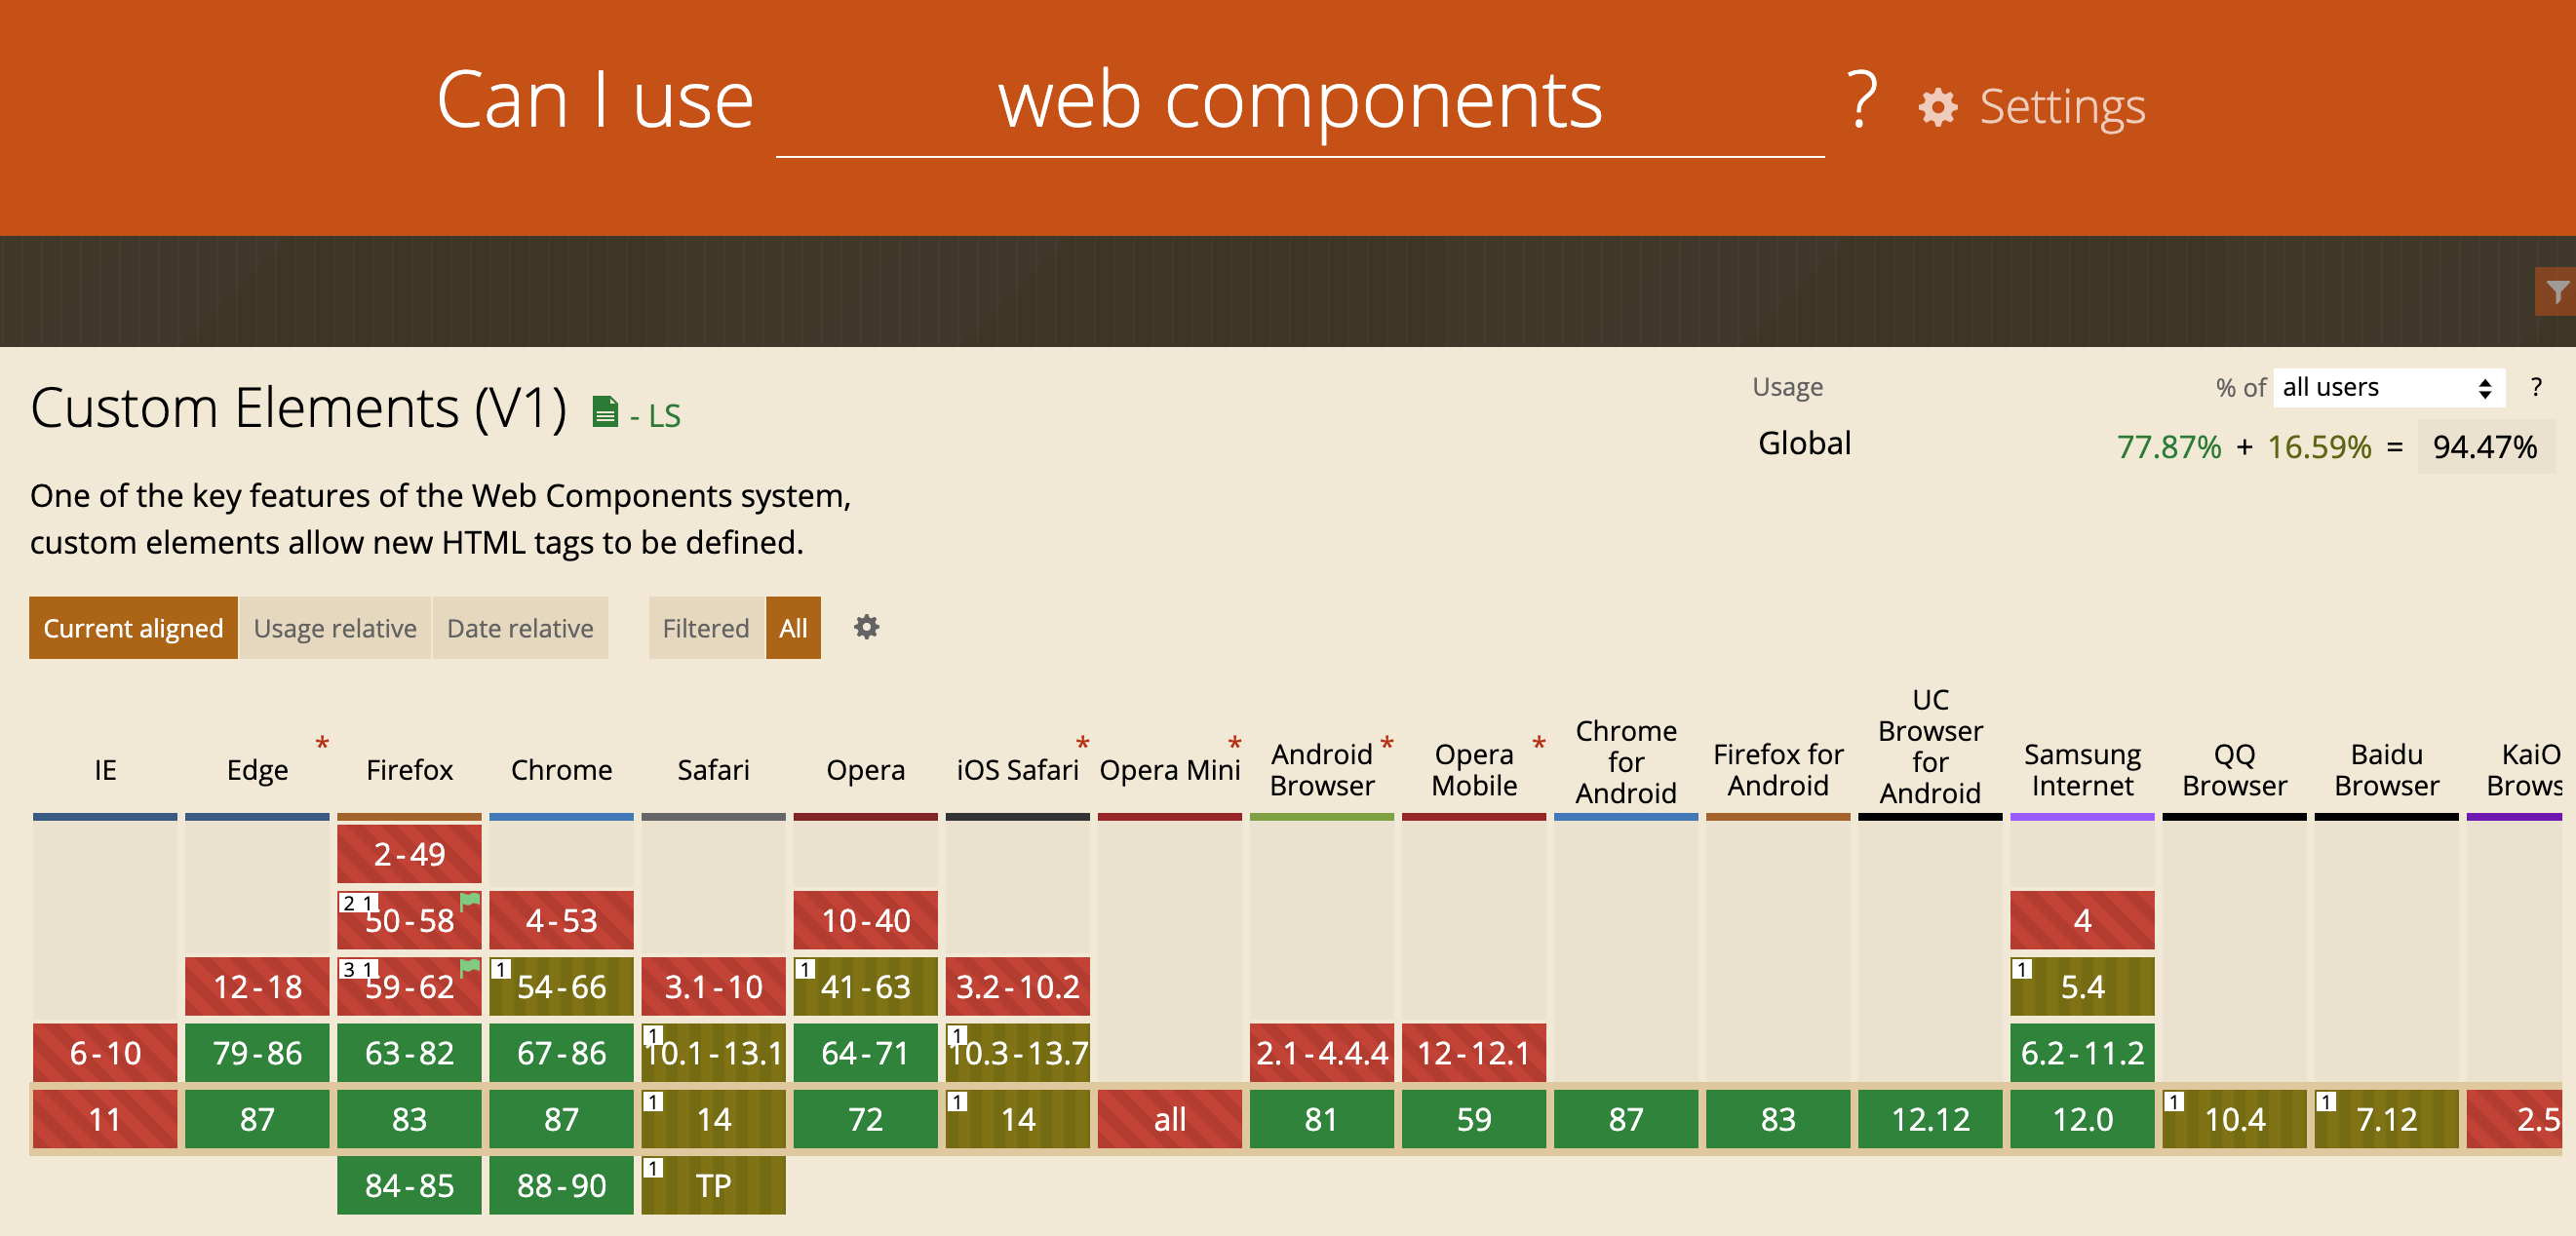 Can I use web components ? Settings
Custom Elements (V1) - LS
Usage % of all users ?
Global 77.87% + 16.59% = 94.47%
One of the key features of the Web Components system,
custom elements allow new HTML tags to be defined.
Current aligned Usage relative Date relative Filtered All
IE
Edge *
Firefox
Chrome
Safari
Opera
iOS Safari *
Opera Mini *
Android Browser *
Opera Mobile *
Chrome for Android
Firefox for Android
UC Browser for Android
Samsung Internet
QQ Browser
Baidu Browser
KaiO Brows
2-49
2 1 50-58 4-53 10-40 4
12-18 3 1 59-62 1 54-66 3.1-10 1 41-63 3.2-10.2 1 5.4
6-10 79-86 63-82 67-86 1 10.1-13.1 64-71 1 10.3-13.7 2.1-4.4.4 12-12.1 6.2-11.2
11 87 83 87 1 14 72 1 14 all 81 59 87 83 12.12 12.0 1 10.4 1 7.12 2.5
84-85 88-90 1 TP